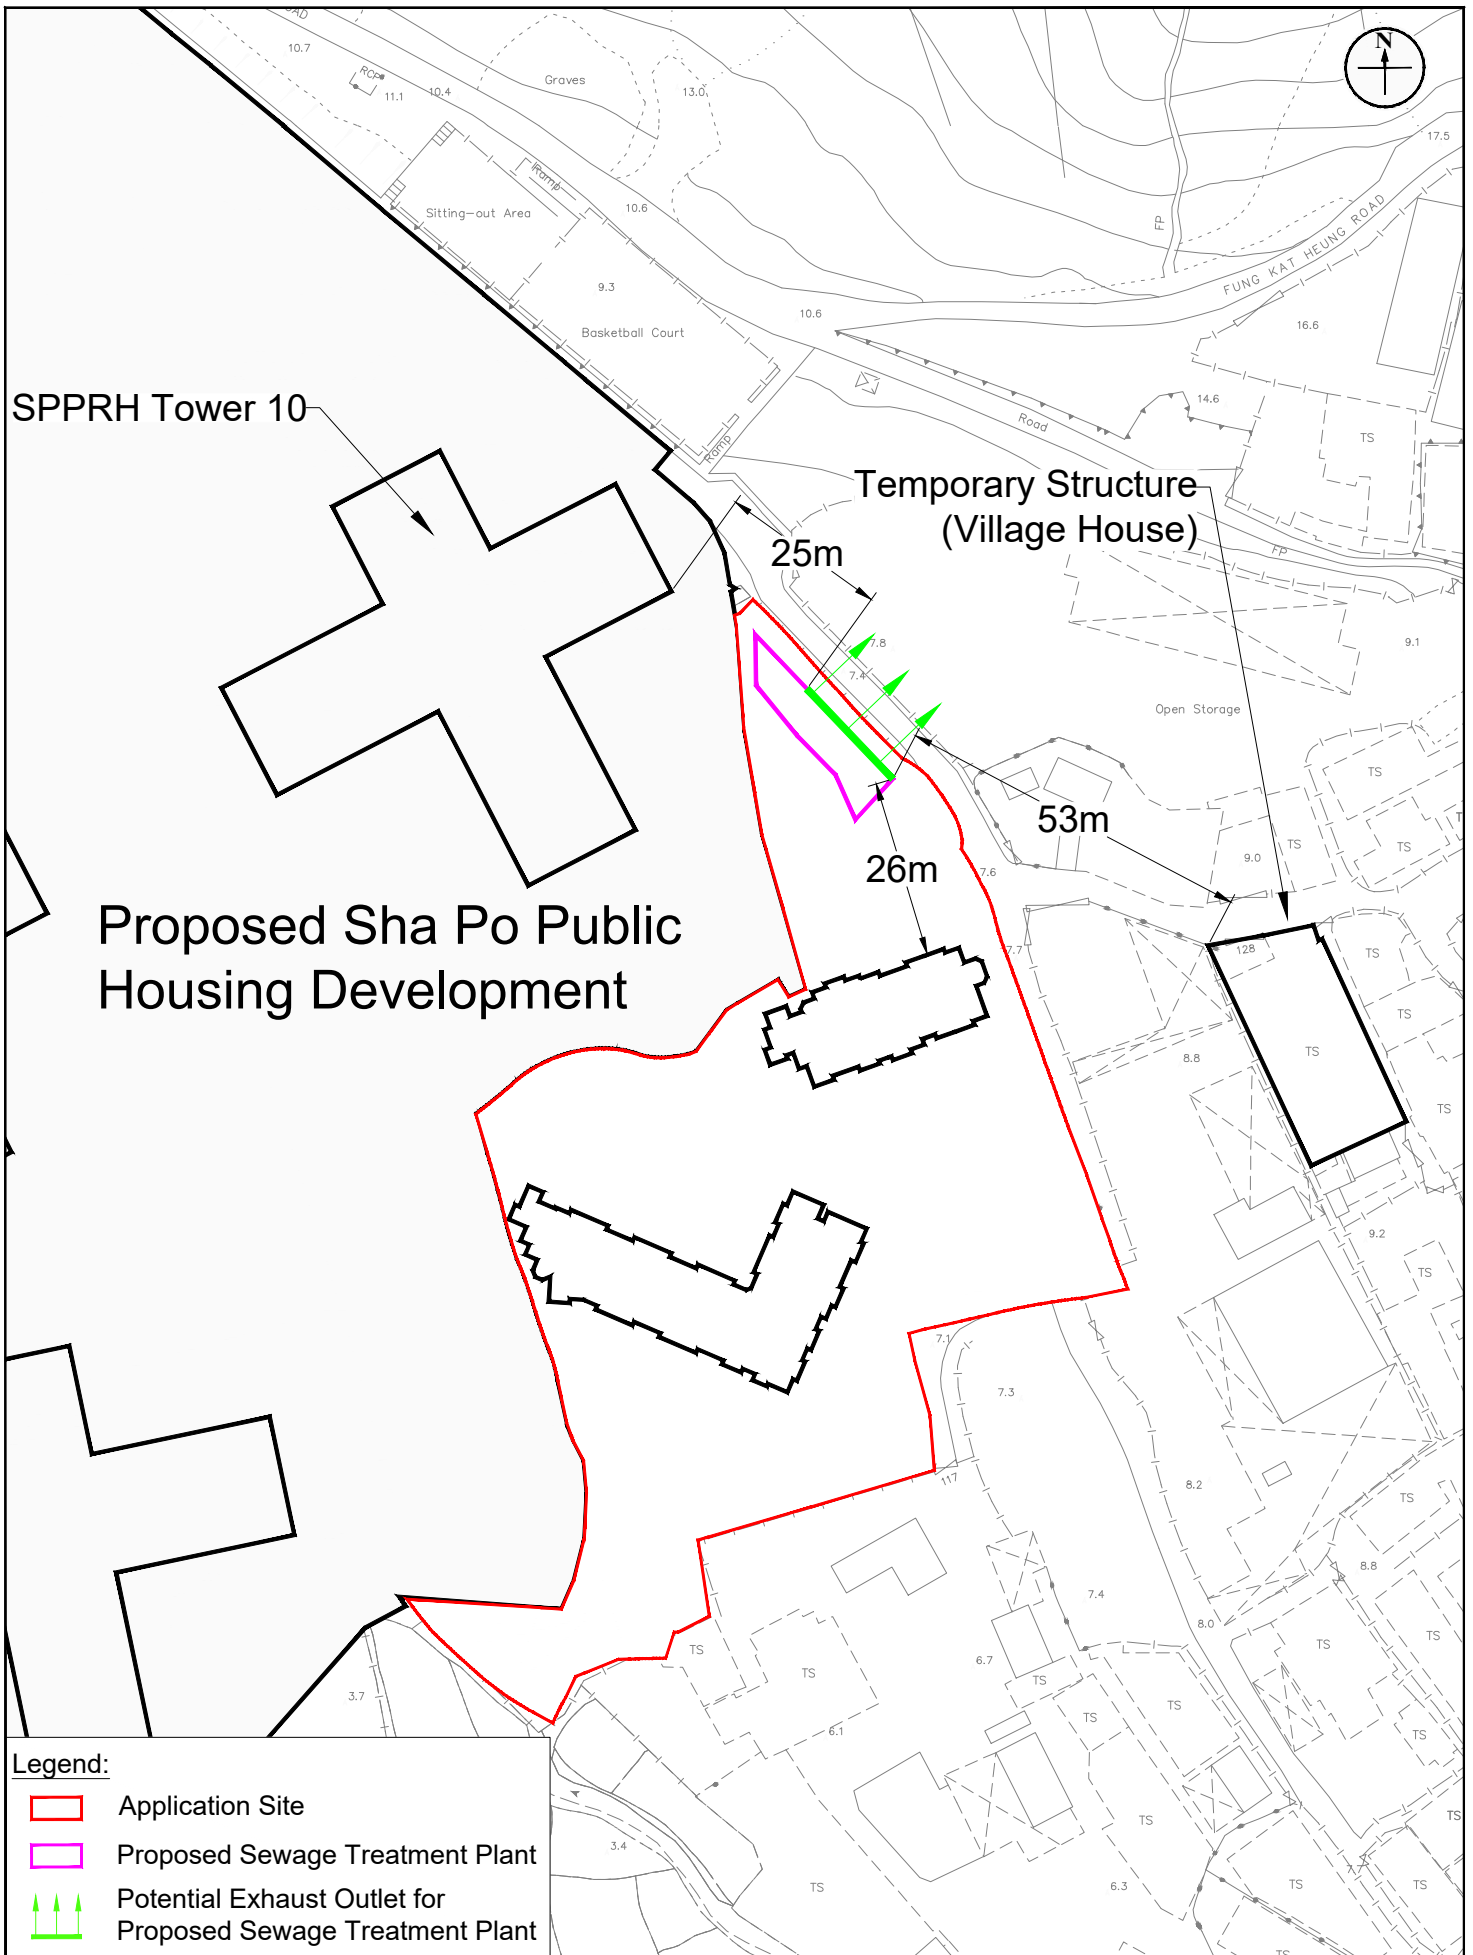 OAD
10.7
RCP
11.1
10.4
Graves
13.0
N
17.5
Ramp
Sitting-out Area
10.6
FP
FUNG KAT HEUNG ROAD
9.3
Basketball Court
10.6
16.6
SPPRH Tower 10
14.6
Road
TS
Ramp
Temporary Structure
(Village House)
25m
FP
7.8
9.1
7.4
Open Storage
TS
53m
TS
TS
9.0
26m
7.6
Proposed Sha Po Public
Housing Development
7.7
128
TS
TS
8.8
TS
TS
9.2
TS
7.1
7.3
117
8.2
TS
8.8
7.4
8.0
TS
TS
TS
TS
6.7
TS
TS
TS
3.7
6.1
TS
Legend:
Application Site
Proposed Sewage Treatment Plant
Potential Exhaust Outlet for
Proposed Sewage Treatment Plant
3.4
TS
TS
TS
6.3
TS
TS
TS